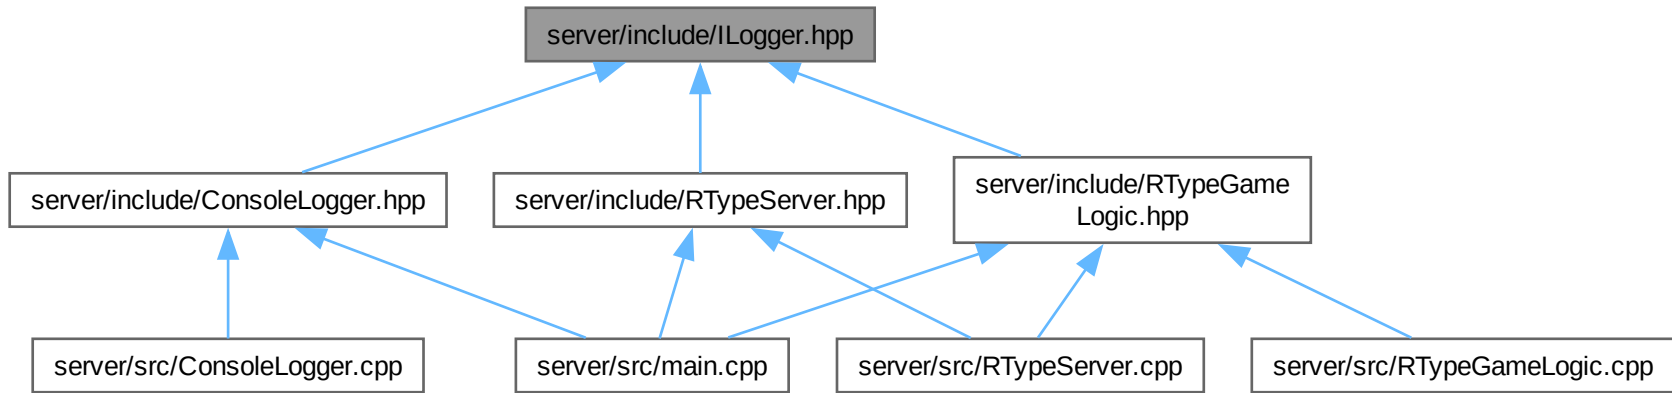 server/include/ILogger.hpp
server/include/ConsoleLogger.hpp
server/include/RTypeServer.hpp
server/include/RTypeGame
Logic.hpp
server/src/ConsoleLogger.cpp
server/src/main.cpp
server/src/RTypeServer.cpp
server/src/RTypeGameLogic.cpp